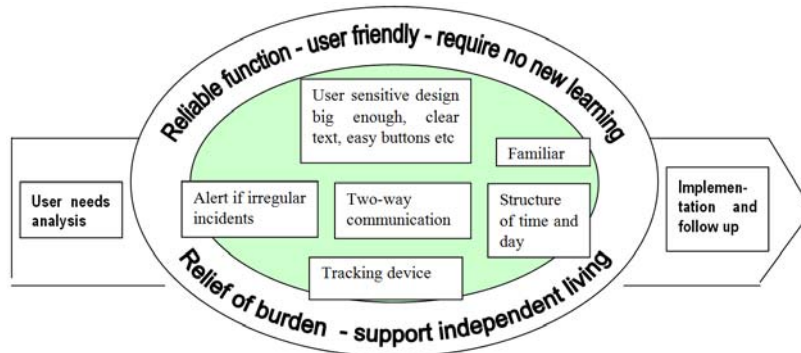 Reliable function - user friendly - require no new learning
User sensitive design
big enough, clear
text, easy buttons etc
Familiar
User needs
analysis
Alert if irregular
incidents
Two-way
communication
Structure
of time and
day
Implemen-
tation and
follow up
Tracking device
Relief of burden - support independent living